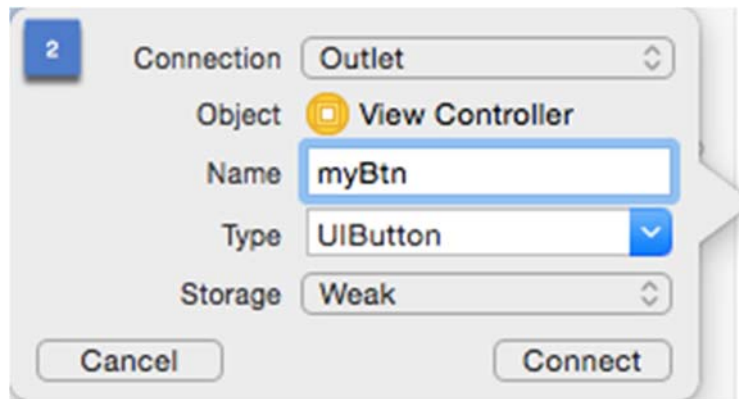 2
Connection Outlet
Object View Controller
Name myBtn
Type UIButton
Storage Weak
Cancel Connect